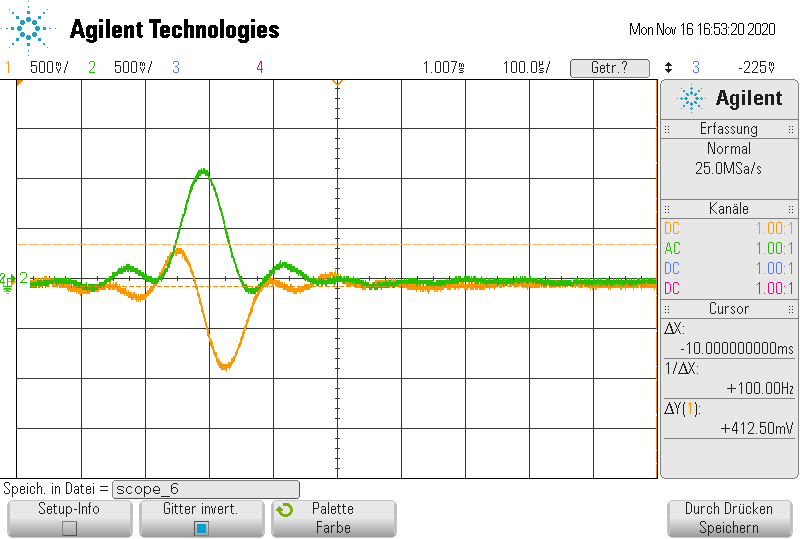 Agilent Technologies
Mon Nov 16 16:53:20 2020
1 500mV/ 2 500mV/ 3 4 1.007s 100.0s/ Getr.? 3 -225mV
Agilent
Erfassung
Normal
25.0MSa/s
Kanäle
DC 1.00:1
AC 1.00:1
DC 1.00:1
DC 1.00:1
Cursor
ΔX:
-10.000000000ms
1/ΔX:
+100.00Hz
ΔY(1):
+412.50mV
2
Speich. in Datei = scope_6
Setup-Info
Gitter invert.
Palette
Farbe
Durch Drücken
Speichern